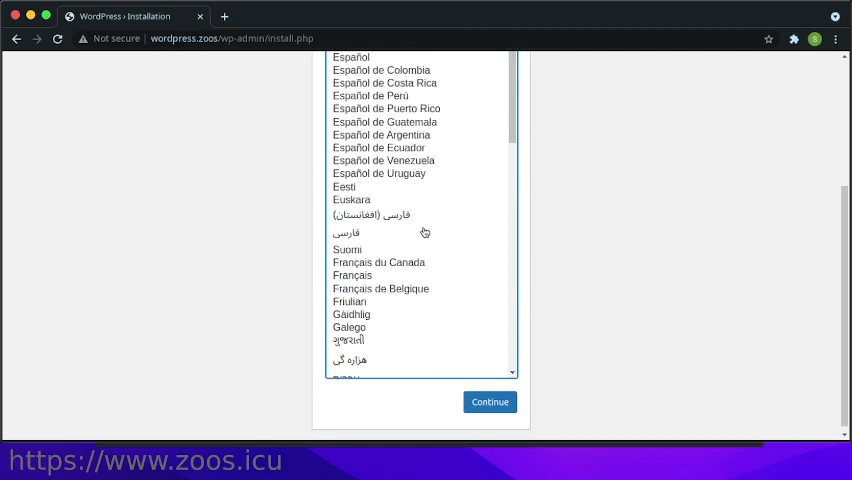 WordPress › Installation
Not secure
wordpress.zoos/wp-admin/install.php
S
Español
Español de Colombia
Español de Costa Rica
Español de Perú
Español de Puerto Rico
Español de Guatemala
Español de Argentina
Español de Ecuador
Español de Venezuela
Español de Uruguay
Eesti
Euskara
(فارسی (افغانستان
فارسی
Suomi
Français du Canada
Français
Français de Belgique
Friulian
Gàidhlig
Galego
ગુજરાતી
هزاره گی
Continue
https://www.zoos.icu